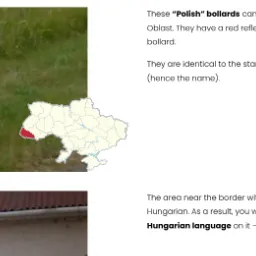 These “Polish” bollards can
Oblast. They have a red refle
bollard.
They are identical to the sta
(hence the name).
The area near the border wi
Hungarian. As a result, you w
Hungarian language on it –